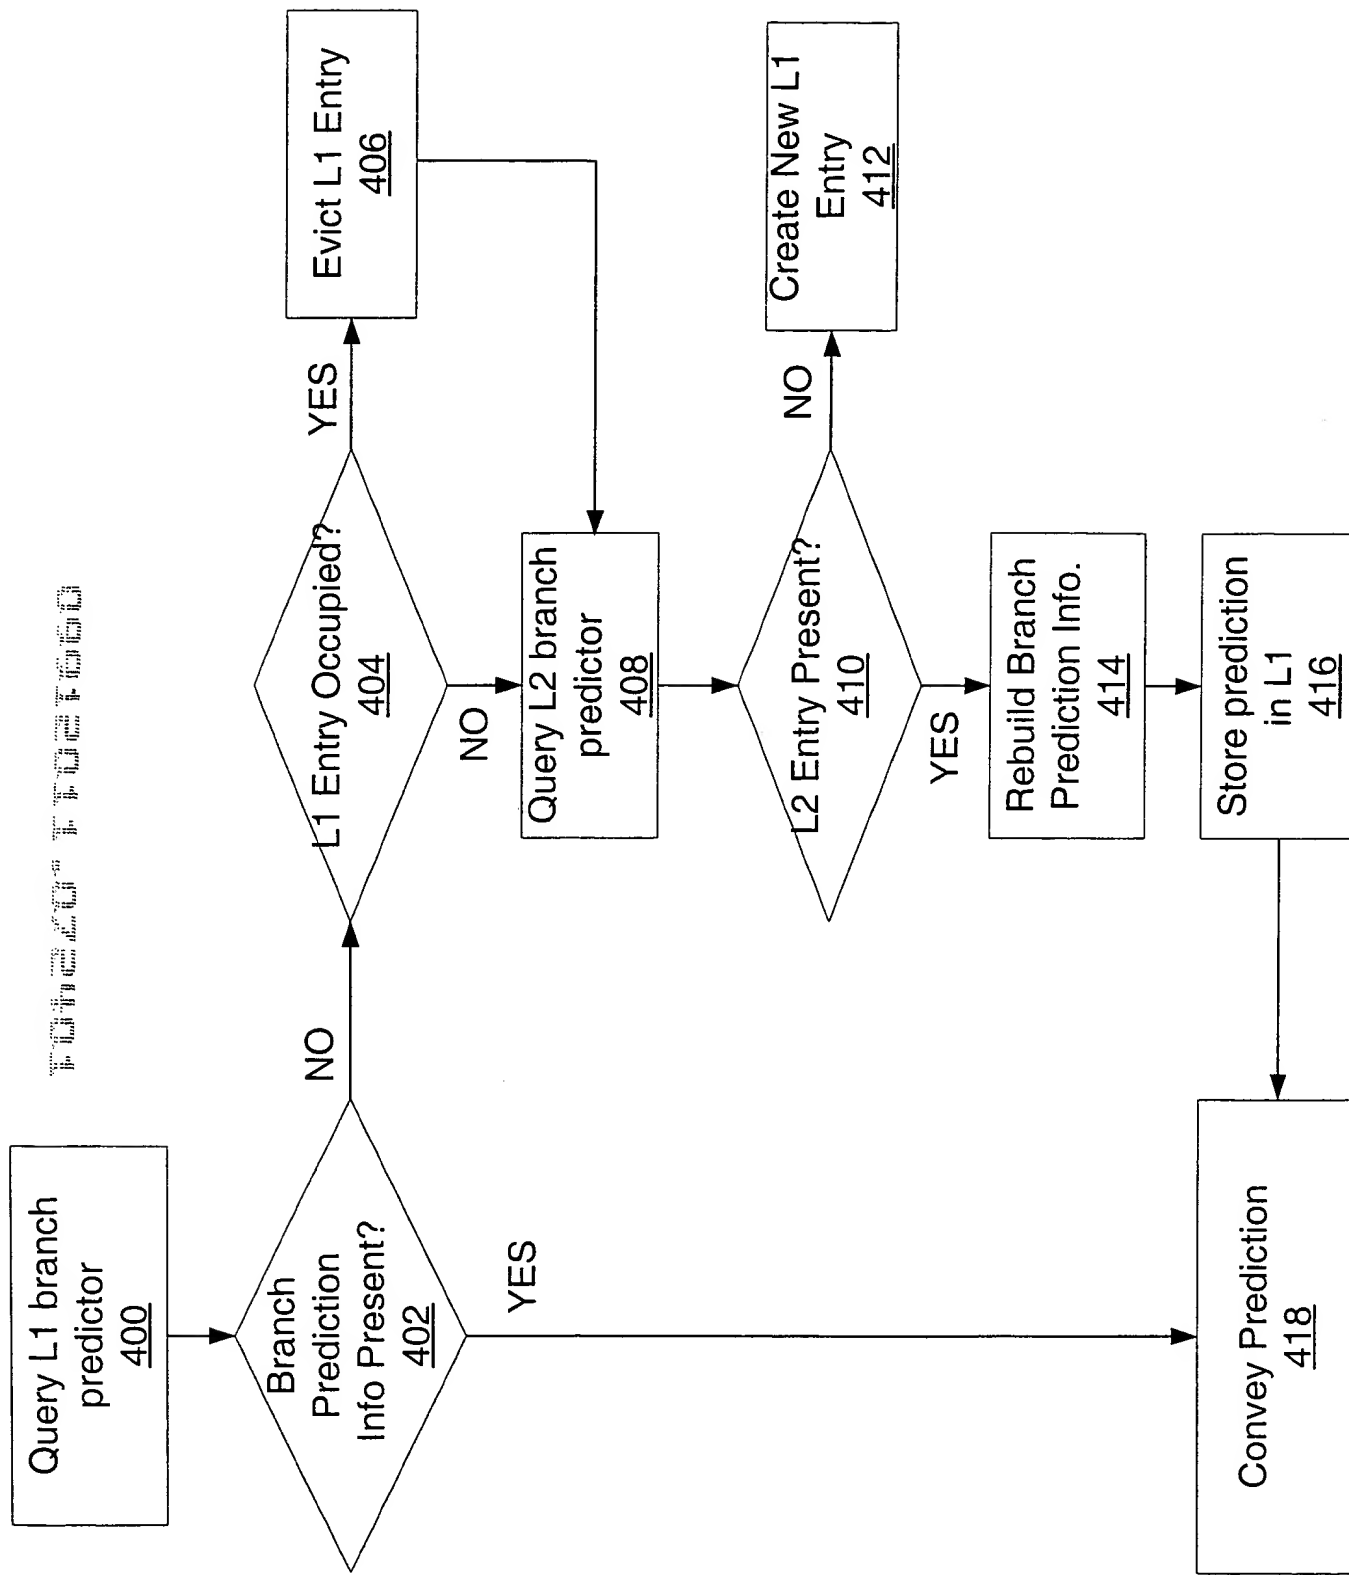 Query L1 branch
predictor
400
Branch
Prediction
Info Present?
402
NO
YES
L1 Entry Occupied?
404
YES
NO
Evict L1 Entry
406
Query L2 branch
predictor
408
L2 Entry Present?
410
NO
YES
Create New L1
Entry
412
Rebuild Branch
Prediction Info.
414
Store prediction
in L1
416
Convey Prediction
418